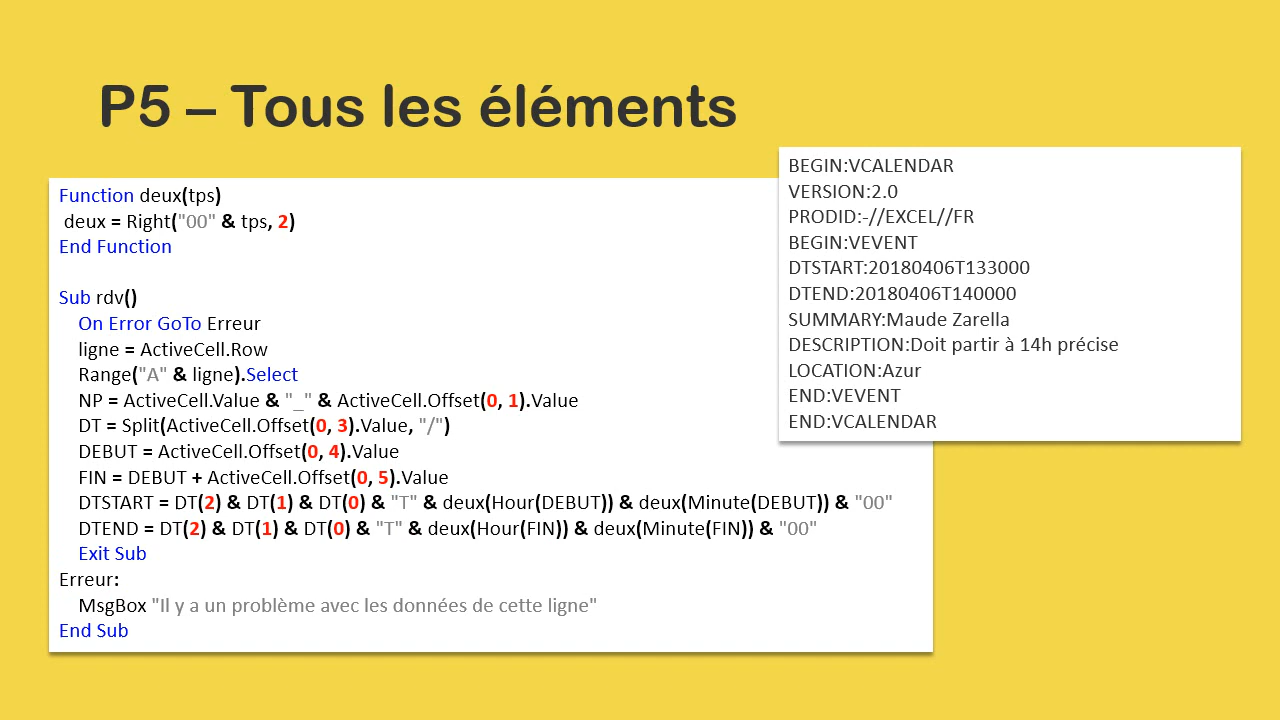 P5 – Tous les éléments
Function deux(tps)
deux = Right("00" & tps, 2)
End Function
Sub rdv()
On Error GoTo Erreur
ligne = ActiveCell.Row
Range("A" & ligne).Select
NP = ActiveCell.Value & "_" & ActiveCell.Offset(0, 1).Value
DT = Split(ActiveCell.Offset(0, 3).Value, "/")
DEBUT = ActiveCell.Offset(0, 4).Value
FIN = DEBUT + ActiveCell.Offset(0, 5).Value
DTSTART = DT(2) & DT(1) & DT(0) & "T" & deux(Hour(DEBUT)) & deux(Minute(DEBUT)) & "00"
DTEND = DT(2) & DT(1) & DT(0) & "T" & deux(Hour(FIN)) & deux(Minute(FIN)) & "00"
Exit Sub
Erreur:
MsgBox "Il y a un problème avec les données de cette ligne"
End Sub
BEGIN:VCALENDAR
VERSION:2.0
PRODID:-//EXCEL//FR
BEGIN:VEVENT
DTSTART:20180406T133000
DTEND:20180406T140000
SUMMARY:Maude Zarella
DESCRIPTION:Doit partir à 14h précise
LOCATION:Azur
END:VEVENT
END:VCALENDAR